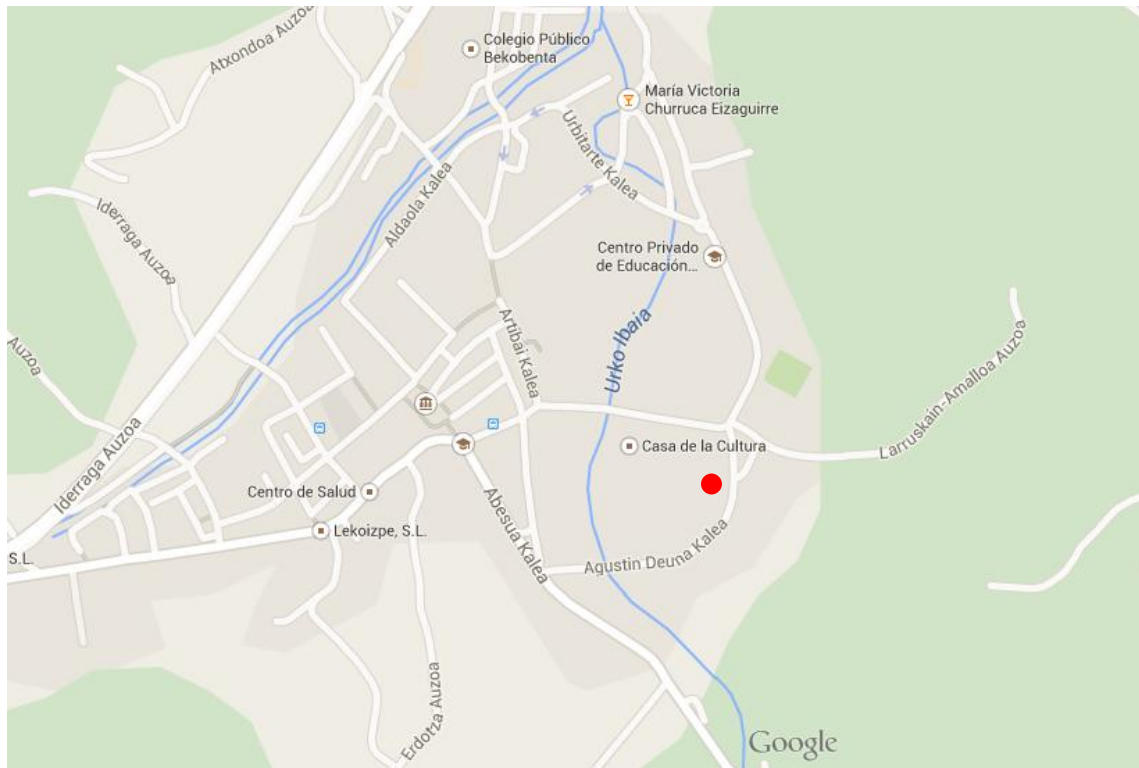 Atxondoa Auzoa
Colegio Público
Bekobenta
María Victoria
Churruca Eizaguirre
Urbitarte Kalea
Aldaola Kalea
Iderraga Auzoa
Centro Privado
de Educación...
Artibai Kalea
Urko Ibaia
Auzoa
Larruskain-Amalloa Auzoa
Casa de la Cultura
Iderraga Auzoa
Centro de Salud
Abesua Kalea
Lekoizpe, S.L.
S.L.
Agustin Deuna Kalea
Erdotza Auzoa
Google